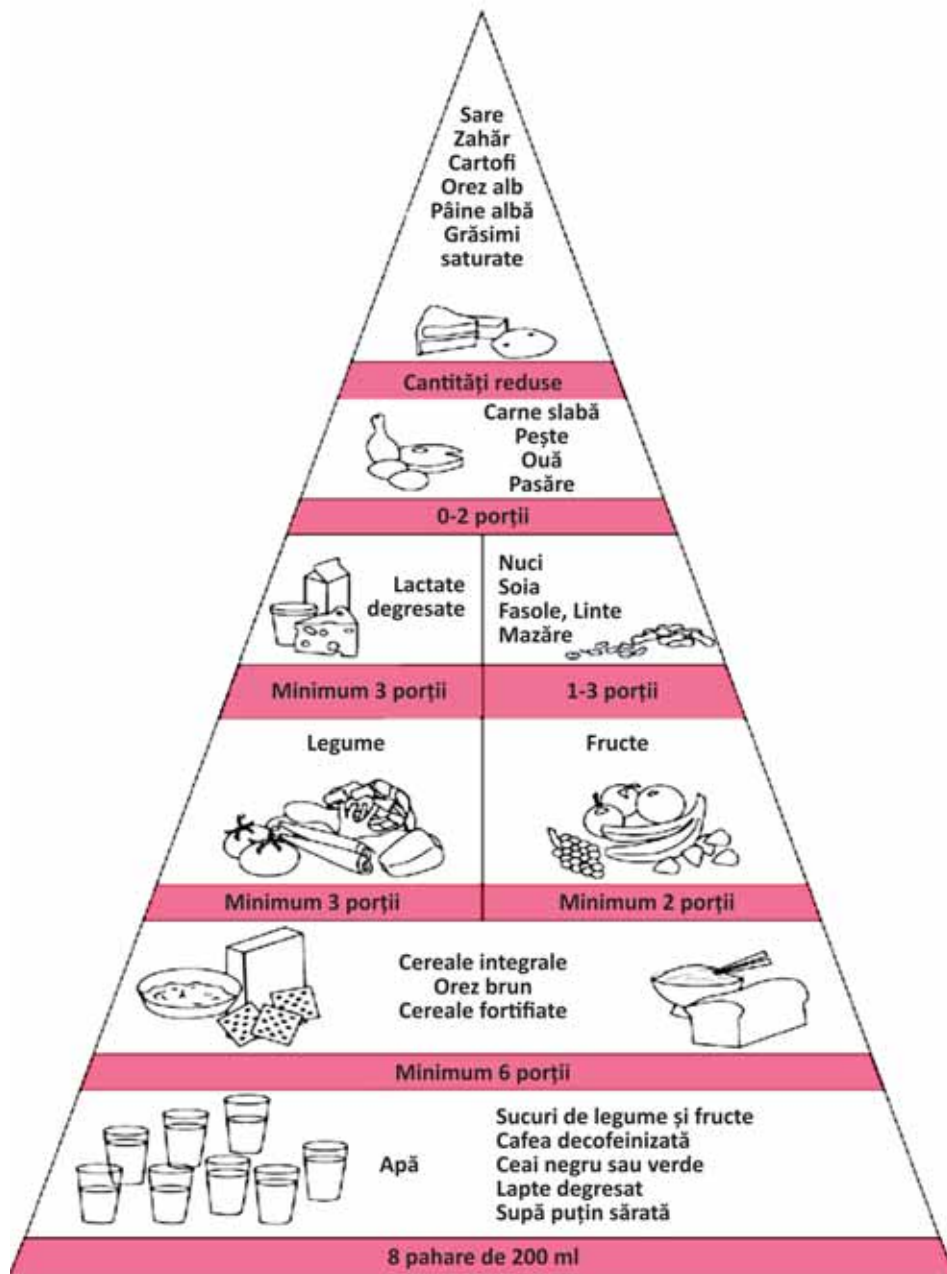 Sare
Zahăr
Cartofi
Orez alb
Pâine albă
Grăsimi
saturate
Cantități reduse
Carne slabă
Pește
Ouă
Pasăre
0-2 porții
Lactate
degresate
Nuci
Soia
Fasole, Linte
Mazăre
Minimum 3 porții
1-3 porții
Legume
Fructe
Minimum 3 porții
Minimum 2 porții
Cereale integrale
Orez brun
Cereale fortifiate
Minimum 6 porții
Apă
Sucuri de legume și fructe
Cafea decofeinizată
Ceai negru sau verde
Lapte degresat
Supă puțin sărată
8 pahare de 200 ml